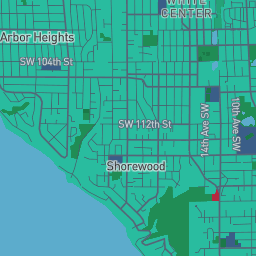 WHITE
CENTER
Arbor Heights
SW 104th St
SW 112th St
14th Ave SW
10th Ave SW
Shorewood